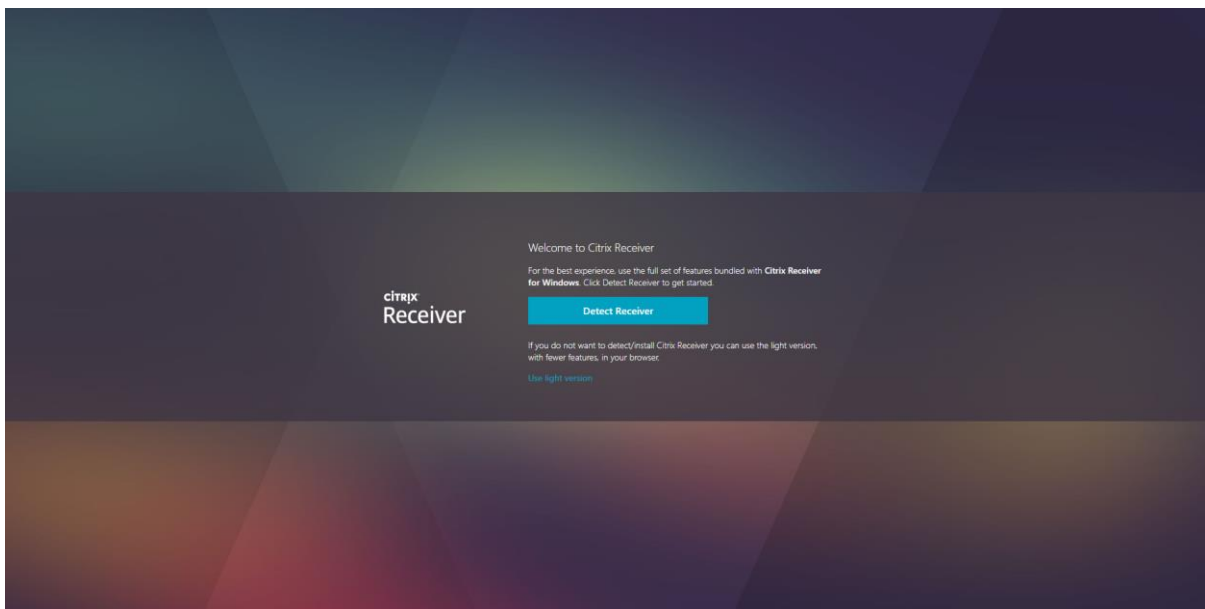 Welcome to Citrix Receiver
For the best experience, use the full set of features bundled with Citrix Receiver
for Windows. Click Detect Receiver to get started.
CİTRIX
Receiver
Detect Receiver
If you do not want to detect/install Citrix Receiver you can use the light version,
with fewer features, in your browser.
Use light version